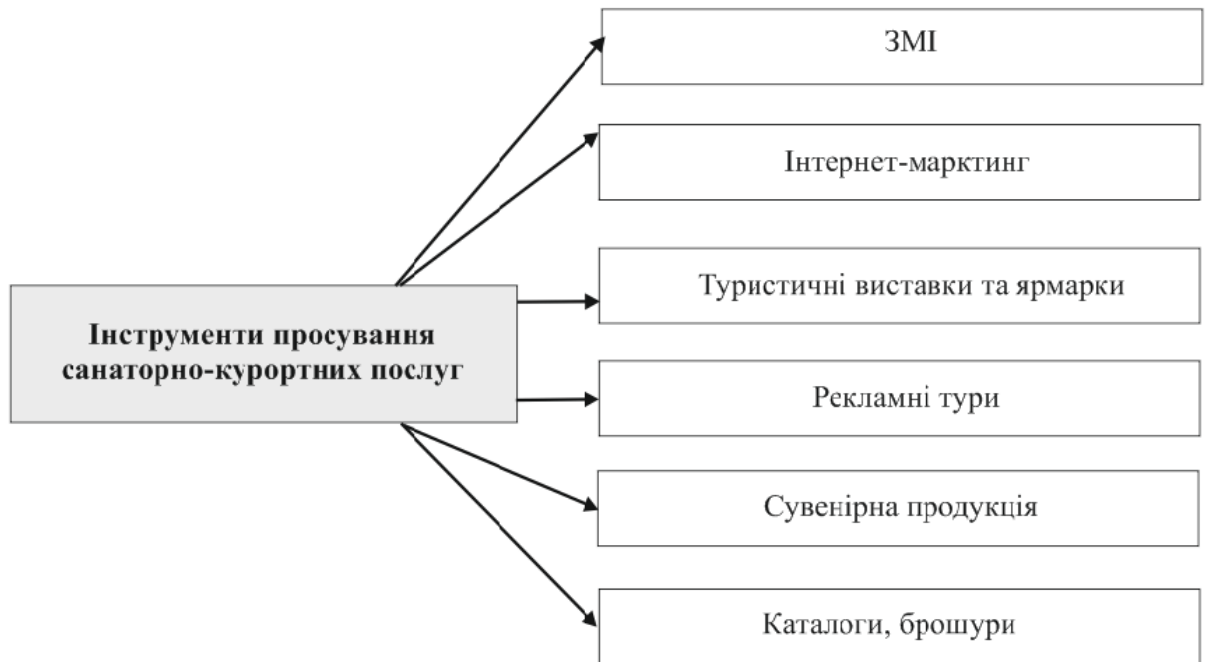 ЗМІ
Інтернет-марктинг
Туристичні виставки та ярмарки
Інструменти просування
санаторно-курортних послуг
Рекламні тури
Сувенірна продукція
Каталоги, брошури